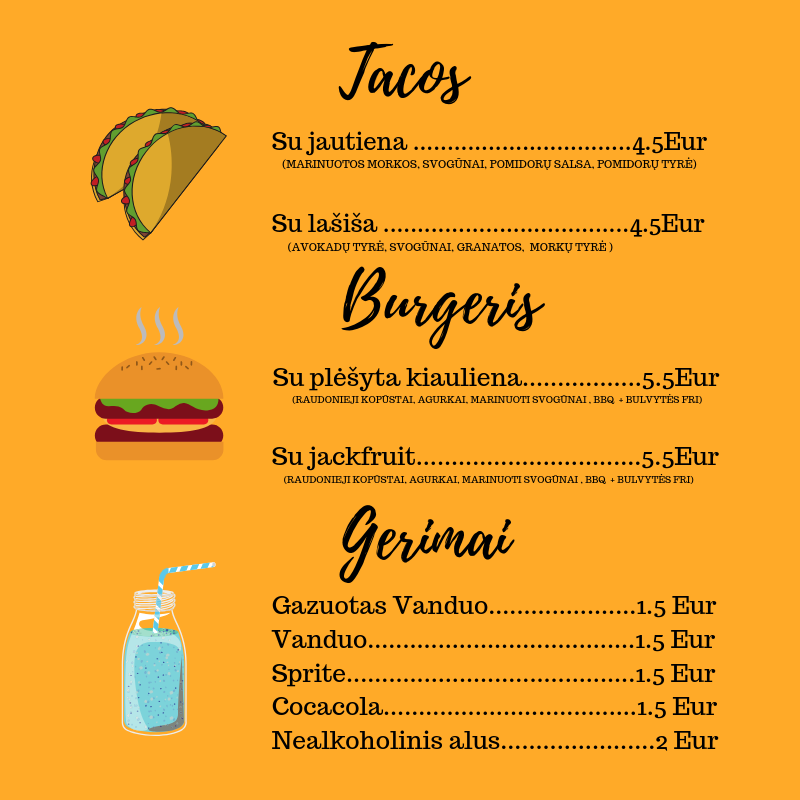 Tacos
Su jautiena ...............................4.5Eur
(MARINUOTOS MORKOS, SVOGŪNAI, POMIDORŲ SALSA, POMIDORŲ TYRĖ)
Su lašiša ...................................4.5Eur
(AVOKADŲ TYRĖ, SVOGŪNAI, GRANATOS, MORKŲ TYRĖ )
Burgeris
Su plėšyta kiauliena.................5.5Eur
(RAUDONIEJI KOPŪSTAI, AGURKAI, MARINUOTI SVOGŪNAI , BBQ + BULVYTĖS FRI)
Su jackfruit................................5.5Eur
(RAUDONIEJI KOPŪSTAI, AGURKAI, MARINUOTI SVOGŪNAI , BBQ + BULVYTĖS FRI)
Gerimai
Gazuotas Vanduo.....................1.5 Eur
Vanduo......................................1.5 Eur
Sprite.........................................1.5 Eur
Cocacola....................................1.5 Eur
Nealkoholinis alus......................2 Eur